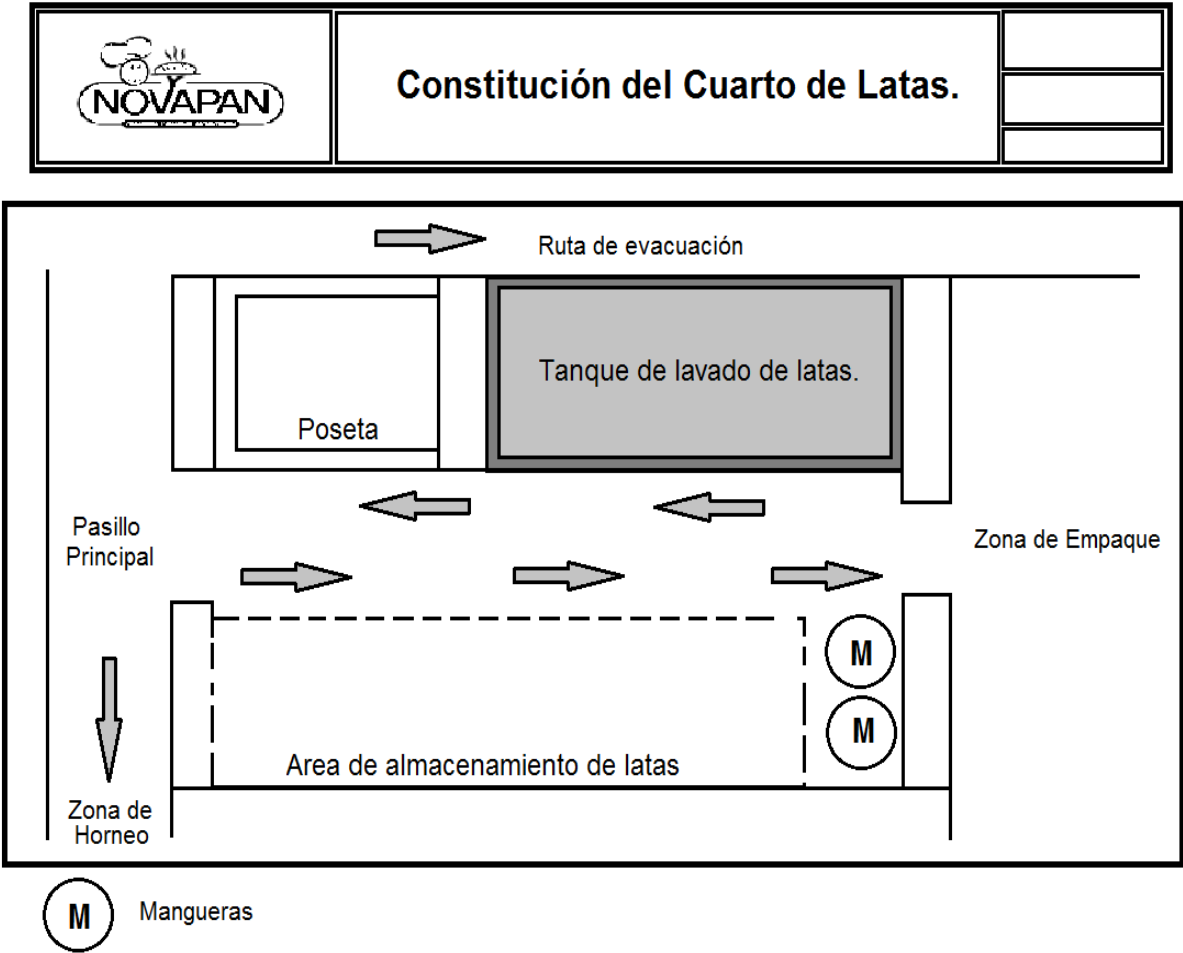 NOVAPAN
Constitución del Cuarto de Latas.
Ruta de evacuación
Tanque de lavado de latas.
Poseta
Pasillo
Principal
Zona de Empaque
M
M
Area de almacenamiento de latas
Zona de
Horneo
M
Mangueras